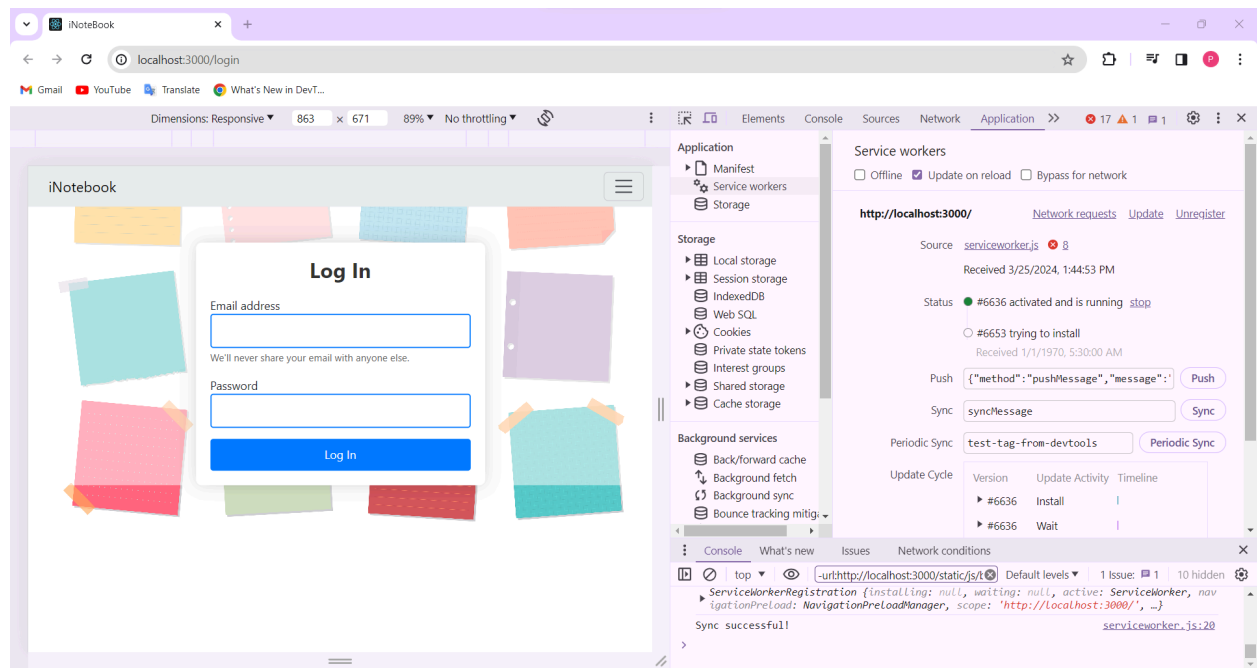 iNoteBook
localhost:3000/login
P
Gmail YouTube Translate What's New in DevT...
Dimensions: Responsive ▼ 863 × 671 89% ▼ No throttling ▼
Elements Console Sources Network Application 17 1 1
iNotebook
Log In
Email address
We'll never share your email with anyone else.
Password
Log In
Application
Manifest
Service workers
Storage
Storage
Local storage
Session storage
IndexedDB
Web SQL
Cookies
Private state tokens
Interest groups
Shared storage
Cache storage
Background services
Back/forward cache
Background fetch
Background sync
Bounce tracking mitiga
Service workers
Offline Update on reload Bypass for network
http://localhost:3000/ Network requests Update Unregister
Source serviceworker.js 8
Received 3/25/2024, 1:44:53 PM
Status #6636 activated and is running stop
#6653 trying to install
Received 1/1/1970, 5:30:00 AM
Push {"method":"pushMessage","message":" Push
Sync syncMessage Sync
Periodic Sync test-tag-from-devtools Periodic Sync
Update Cycle Version Update Activity Timeline
#6636 Install
#6636 Wait
Console What's new Issues Network conditions
top ▼ -url:http://localhost:3000/static/js/b Default levels ▼ 1 Issue: 1 10 hidden
ServiceWorkerRegistration {installing: null, waiting: null, active: ServiceWorker, nav
igationPreload: NavigationPreloadManager, scope: 'http://localhost:3000/', …}
Sync successful! serviceworker.js:20